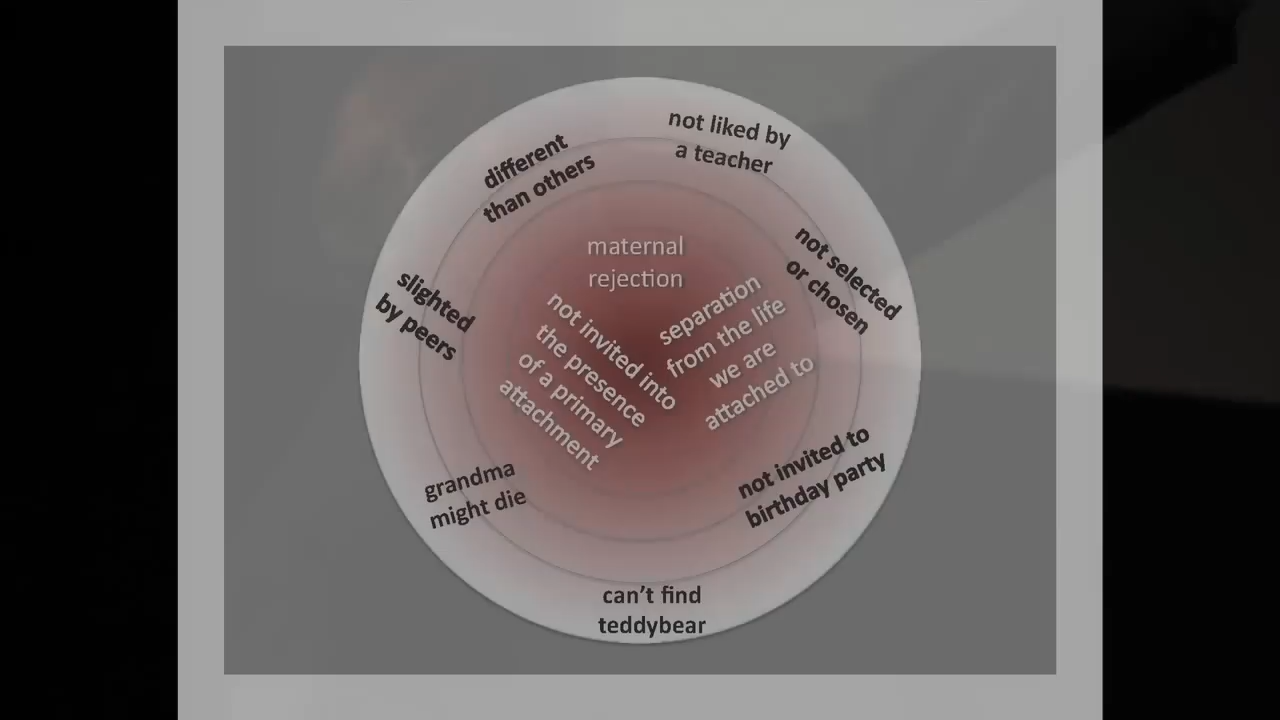 not liked by
a teacher
different
than others
not selected
or chosen
maternal
rejection
slighted
by peers
separation
from the life
we are
attached to
not invited into
the presence
of a primary
attachment
grandma
might die
not invited to
birthday party
can't find
teddybear